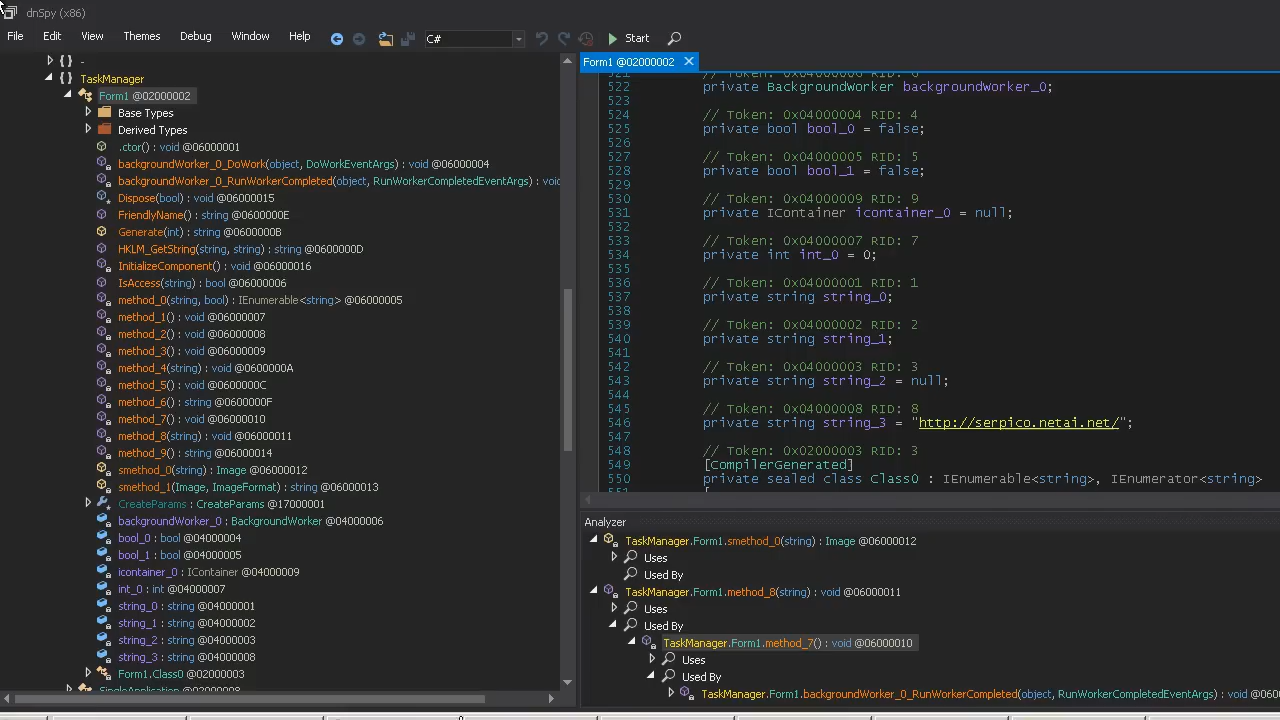 dnSpy (x86)
File Edit View Themes Debug Window Help C# Start
{ } -
{ } TaskManager
Form1 @02000002
Base Types
Derived Types
.ctor() : void @06000001
backgroundWorker_0_DoWork(object, DoWorkEventArgs) : void @06000004
backgroundWorker_0_RunWorkerCompleted(object, RunWorkerCompletedEventArgs) : void
Dispose(bool) : void @06000015
FriendlyName() : string @0600000E
Generate(int) : string @0600000B
HKLM_GetString(string, string) : string @0600000D
InitializeComponent() : void @06000016
IsAccess(string) : bool @06000006
method_0(string, bool) : IEnumerable<string> @06000005
method_1() : void @06000007
method_2() : void @06000008
method_3() : void @06000009
method_4(string) : void @0600000A
method_5() : void @0600000C
method_6() : string @0600000F
method_7() : void @06000010
method_8(string) : void @06000011
method_9() : string @06000014
smethod_0(string) : Image @06000012
smethod_1(Image, ImageFormat) : string @06000013
CreateParams : CreateParams @17000001
backgroundWorker_0 : BackgroundWorker @04000006
bool_0 : bool @04000004
bool_1 : bool @04000005
icontainer_0 : IContainer @04000009
int_0 : int @04000007
string_0 : string @04000001
string_1 : string @04000002
string_2 : string @04000003
string_3 : string @04000008
Form1.Class0 @02000003
SingleApplication @02000008
Form1 @02000002
521 // Token: 0x04000006 RID: 6
522 private BackgroundWorker backgroundWorker_0;
523
524 // Token: 0x04000004 RID: 4
525 private bool bool_0 = false;
526
527 // Token: 0x04000005 RID: 5
528 private bool bool_1 = false;
529
530 // Token: 0x04000009 RID: 9
531 private IContainer icontainer_0 = null;
532
533 // Token: 0x04000007 RID: 7
534 private int int_0 = 0;
535
536 // Token: 0x04000001 RID: 1
537 private string string_0;
538
539 // Token: 0x04000002 RID: 2
540 private string string_1;
541
542 // Token: 0x04000003 RID: 3
543 private string string_2 = null;
544
545 // Token: 0x04000008 RID: 8
546 private string string_3 = "http://serpico.netai.net/";
547
548 // Token: 0x02000003 RID: 3
549 [CompilerGenerated]
550 private sealed class Class0 : IEnumerable<string>, IEnumerator<string>
551 {
Analyzer
TaskManager.Form1.smethod_0(string) : Image @06000012
Uses
Used By
TaskManager.Form1.method_8(string) : void @06000011
Uses
Used By
TaskManager.Form1.method_7() : void @06000010
Uses
Used By
TaskManager.Form1.backgroundWorker_0_RunWorkerCompleted(object, RunWorkerCompletedEventArgs) : void @060